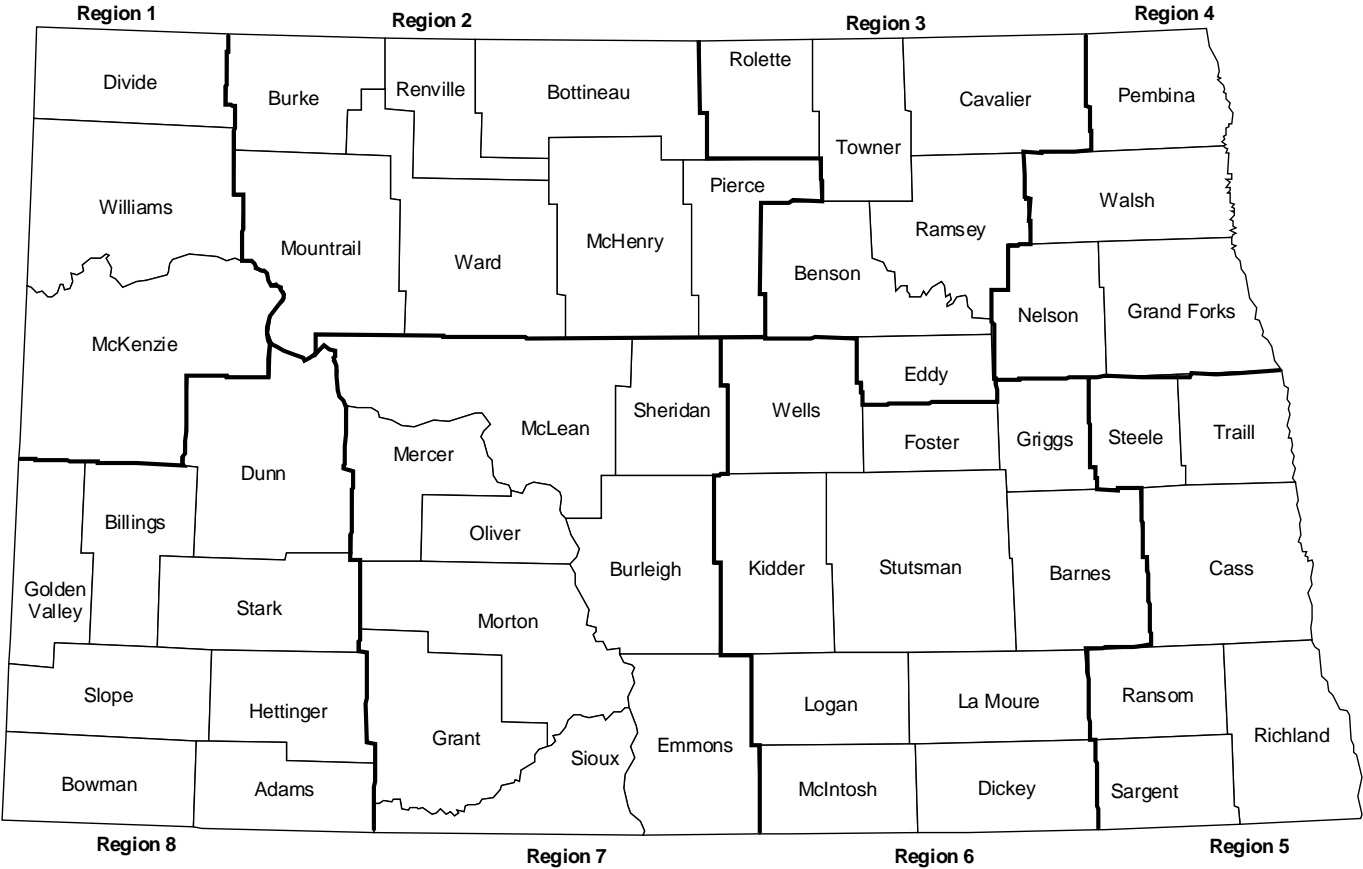 Region 1
Region 2
Region 3
Region 4
Divide
Burke
Renville
Bottineau
Rolette
Cavalier
Pembina
Towner
Williams
Mountrail
Ward
McHenry
Pierce
Benson
Ramsey
Walsh
McKenzie
Nelson
Grand Forks
Eddy
Dunn
Mercer
McLean
Sheridan
Wells
Foster
Griggs
Steele
Traill
Billings
Oliver
Golden
Valley
Stark
Morton
Burleigh
Kidder
Stutsman
Barnes
Cass
Slope
Hettinger
Grant
Sioux
Emmons
Logan
La Moure
Ransom
Richland
Bowman
Adams
McIntosh
Dickey
Sargent
Region 8
Region 7
Region 6
Region 5